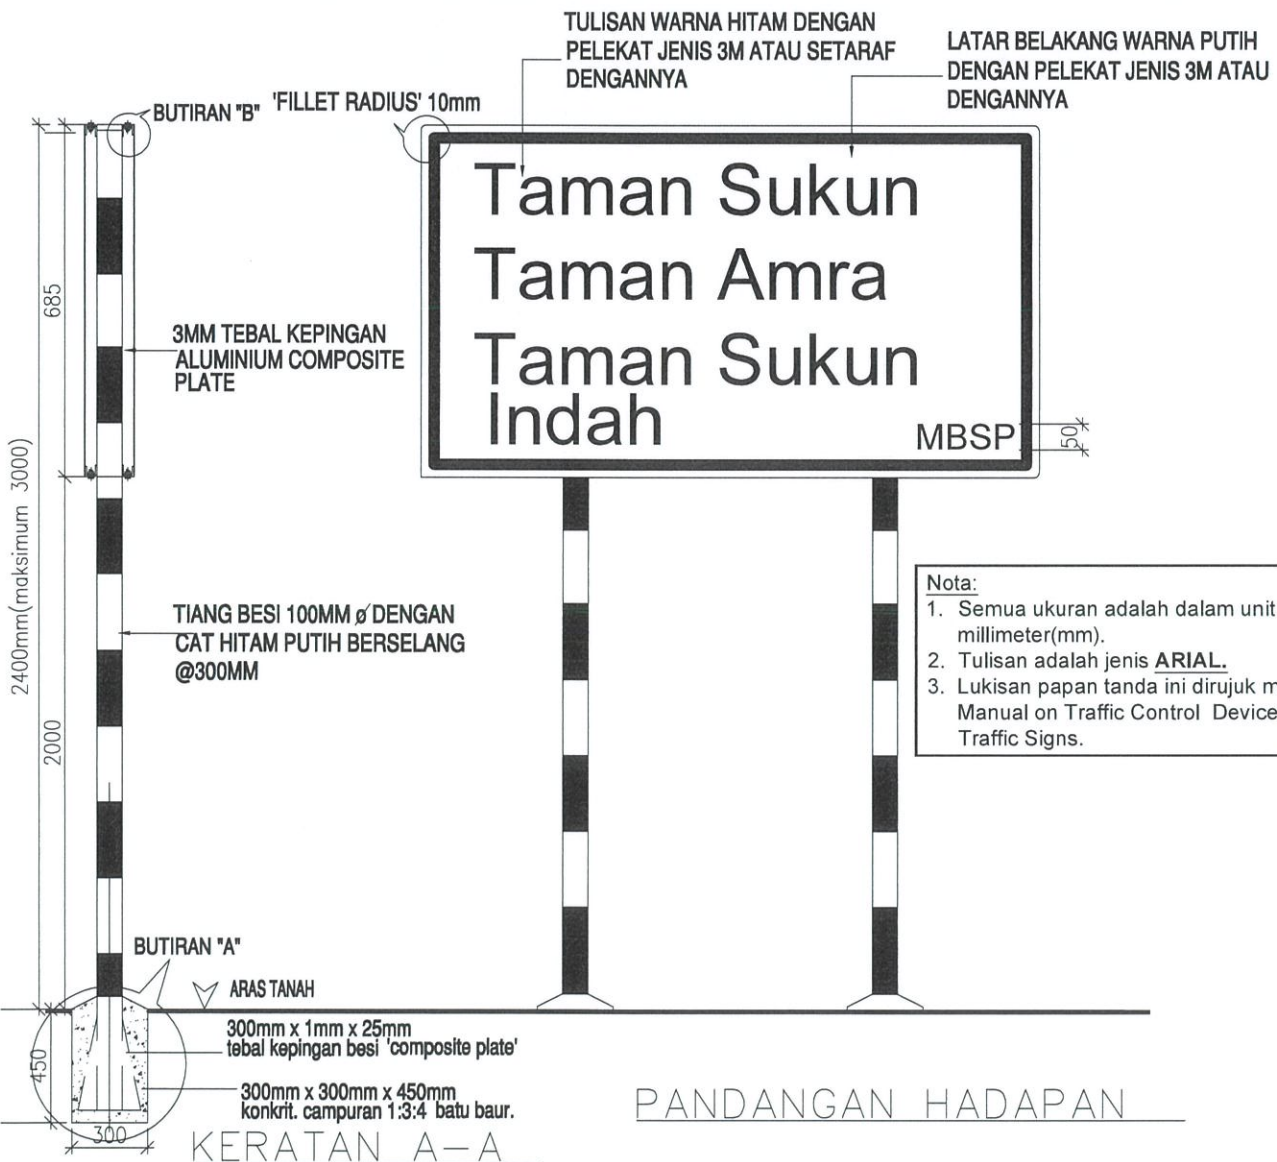 TULISAN WARNA HITAM DENGAN
PELEKAT JENIS 3M ATAU SETARAF
DENGANNYA
LATAR BELAKANG WARNA PUTIH
DENGAN PELEKAT JENIS 3M ATAU
DENGANNYA
BUTIRAN "B"
'FILLET RADIUS' 10mm
Taman Sukun
Taman Amra
Taman Sukun
Indah
MBSP
50
685
3MM TEBAL KEPINGAN
ALUMINIUM COMPOSITE
PLATE
2400mm(maksimum 3000)
TIANG BESI 100MM ø DENGAN
CAT HITAM PUTIH BERSELANG
@300MM
2000
Nota:
1. Semua ukuran adalah dalam unit
millimeter(mm).
2. Tulisan adalah jenis ARIAL.
3. Lukisan papan tanda ini dirujuk
Manual on Traffic Control Device
Traffic Signs.
BUTIRAN "A"
ARAS TANAH
300mm x 1mm x 25mm
tebal kepingan besi 'composite plate'
450
300mm x 300mm x 450mm
konkrit. campuran 1:3:4 batu baur.
300
KERATAN A-A
PANDANGAN HADAPAN